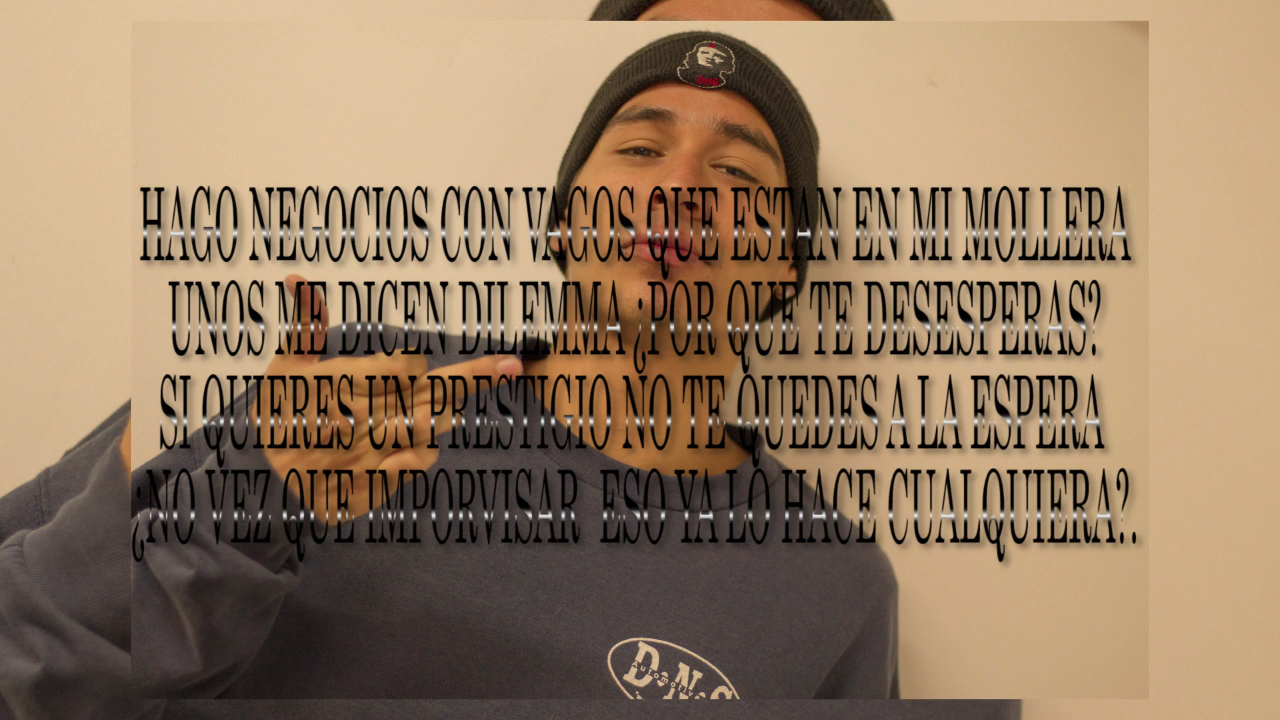 HAGO NEGOCIOS CON VAGOS QUE ESTAN EN MI MOLLERA
UNOS ME DICEN DILEMMA ¿POR QUE TE DESESPERAS?
SI QUIERES UN PRESTIGIO NO TE QUEDES A LA ESPERA
¿NO VEZ QUE IMPORVISAR ESO YA LO HACE CUALQUIERA?.